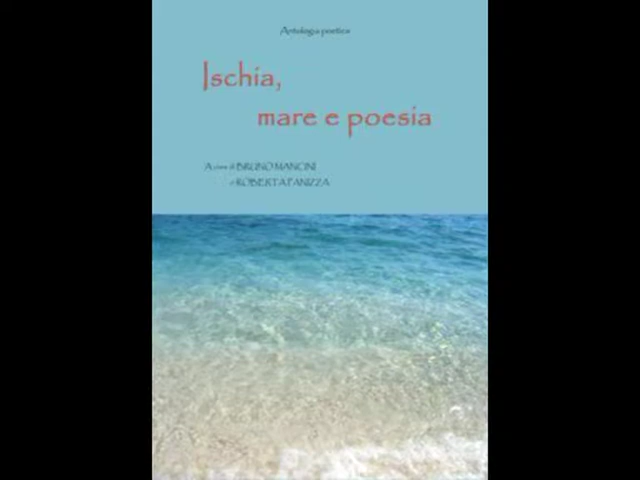 Antologia poetica
Ischia,
mare e poesia
A cura di BRUNO MANCINI
e ROBERTA PANIZZA